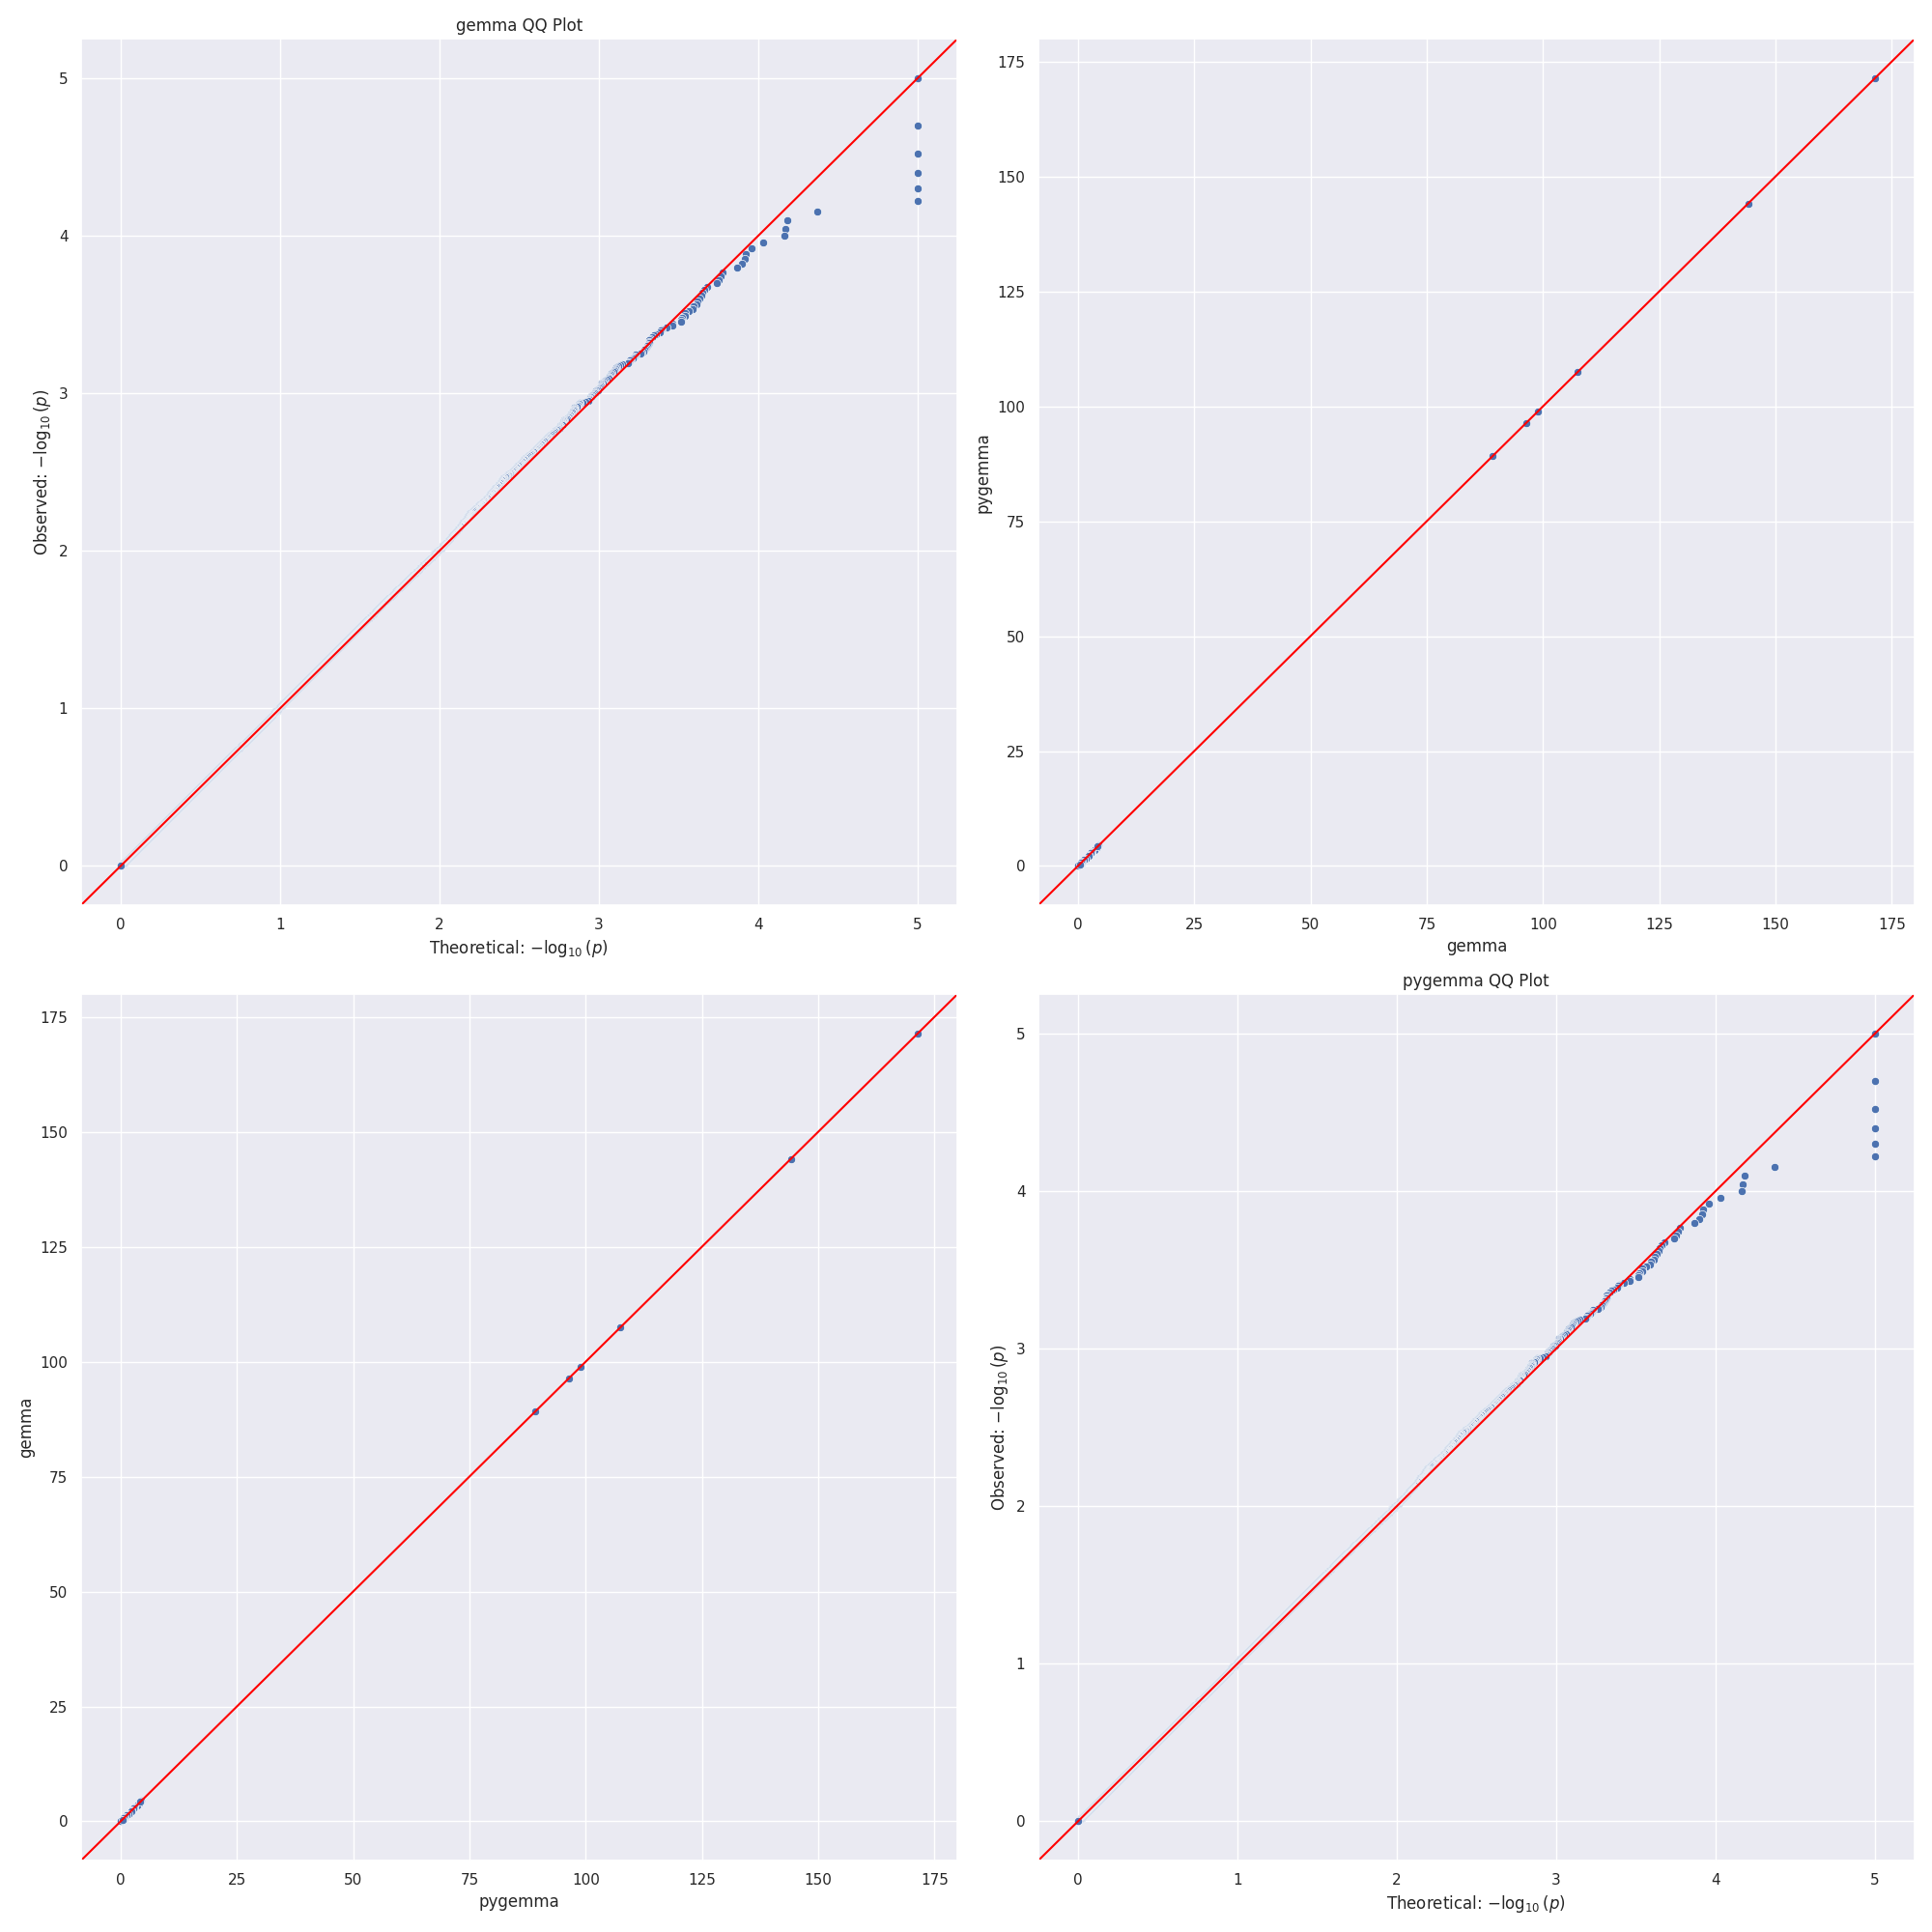 gemma QQ Plot
5
4
3
2
1
0
Observed: −log₁₀(p)
0 1 2 3 4 5
Theoretical: −log₁₀(p)
175
150
125
100
75
50
25
0
pygemma
0 25 50 75 100 125 150 175
gemma
175
150
125
100
75
50
25
0
gemma
0 25 50 75 100 125 150 175
pygemma
pygemma QQ Plot
5
4
3
2
1
0
Observed: −log₁₀(p)
0 1 2 3 4 5
Theoretical: −log₁₀(p)